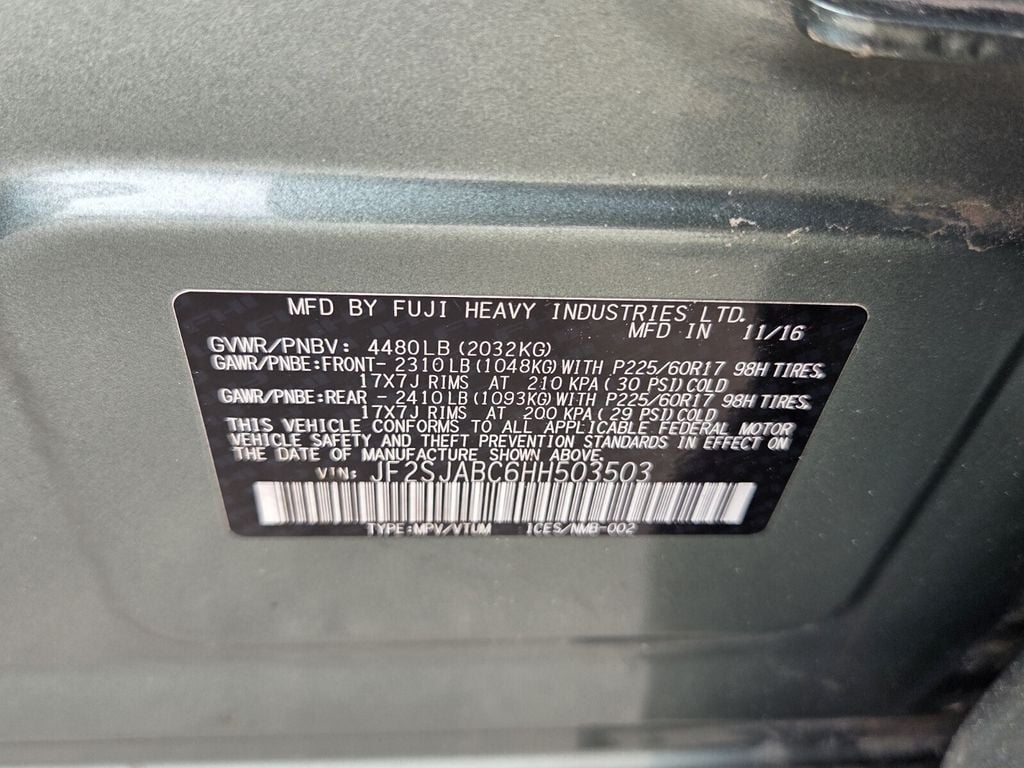 MFD BY FUJI HEAVY INDUSTRIES LTD.
MFD IN 11/16
GVWR/PNBV: 4480LB (2032KG)
GAWR/PNBE:FRONT- 2310LB (1048KG)WITH P225/60R17 98H TIRES,
17X7J RIMS AT 210 KPA (30 PSI)COLD
GAWR/PNBE:REAR - 2410LB (1093KG)WITH P225/60R17 98H TIRES,
17X7J RIMS AT 200 KPA (29 PSI)COLD
THIS VEHICLE CONFORMS TO ALL APPLICABLE FEDERAL MOTOR
VEHICLE SAFETY AND THEFT PREVENTION STANDARDS IN EFFECT ON
THE DATE OF MANUFACTURE SHOWN ABOVE.
VIN: JF2SJABC6HH503503
TYPE:MPV/VTUM ICES/NMB-002